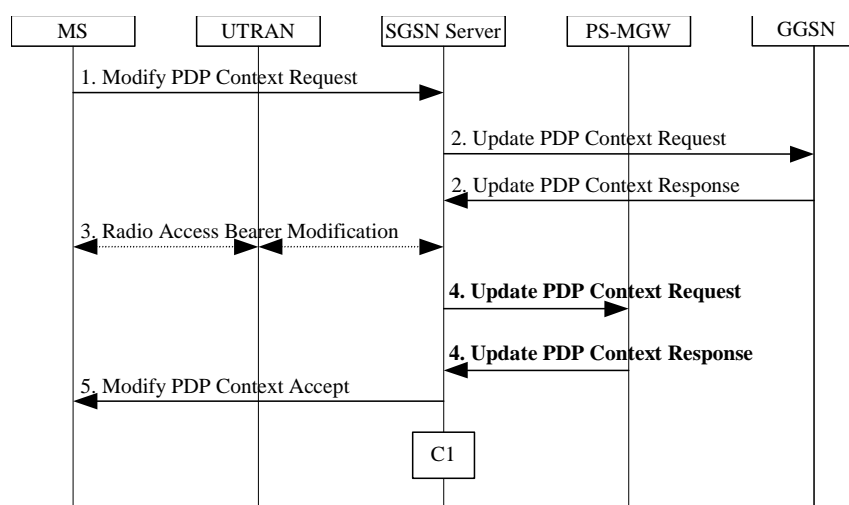 MS
UTRAN
SGSN Server
PS-MGW
GGSN
1. Modify PDP Context Request
2. Update PDP Context Request
2. Update PDP Context Response
3. Radio Access Bearer Modification
4. Update PDP Context Request
4. Update PDP Context Response
5. Modify PDP Context Accept
C1